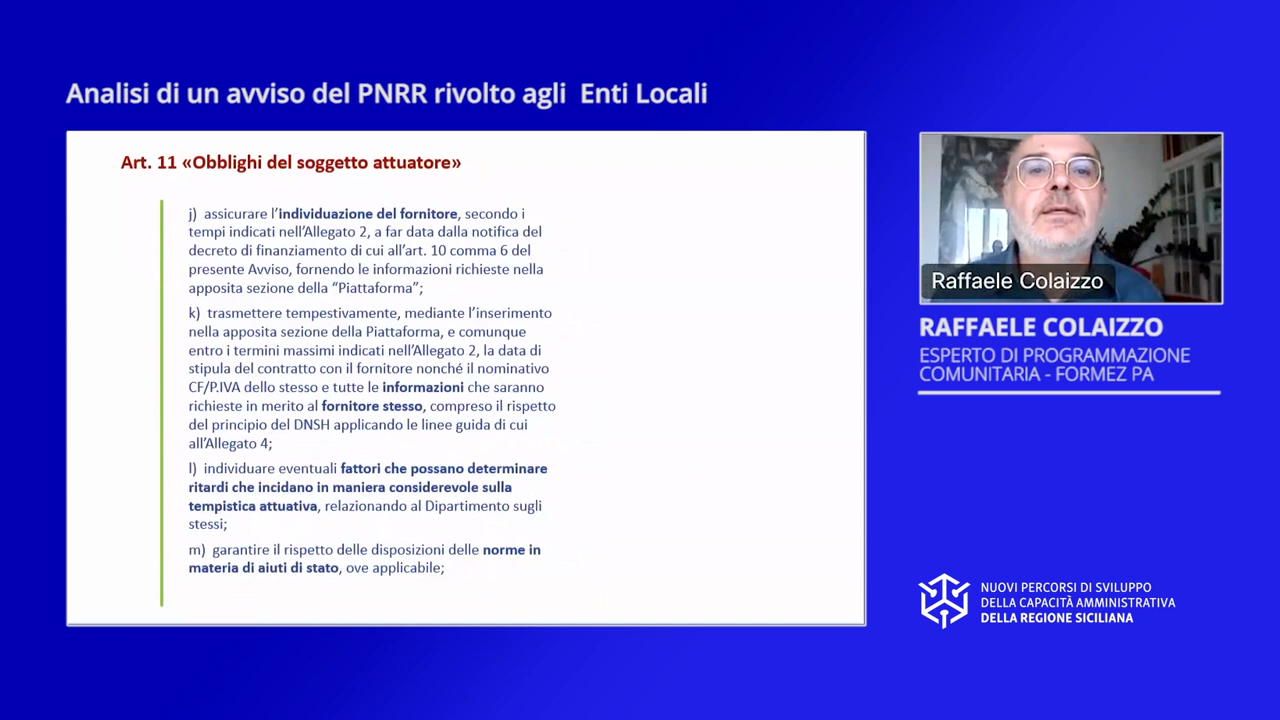 Analisi di un avviso del PNRR rivolto agli Enti Locali
Art. 11 «Obblighi del soggetto attuatore»
j) assicurare l’individuazione del fornitore, secondo i
tempi indicati nell’Allegato 2, a far data dalla notifica del
decreto di finanziamento di cui all’art. 10 comma 6 del
presente Avviso, fornendo le informazioni richieste nella
apposita sezione della “Piattaforma”;
k) trasmettere tempestivamente, mediante l’inserimento
nella apposita sezione della Piattaforma, e comunque
entro i termini massimi indicati nell’Allegato 2, la data di
stipula del contratto con il fornitore nonché il nominativo
CF/P.IVA dello stesso e tutte le informazioni che saranno
richieste in merito al fornitore stesso, compreso il rispetto
del principio del DNSH applicando le linee guida di cui
all’Allegato 4;
l) individuare eventuali fattori che possano determinare
ritardi che incidano in maniera considerevole sulla
tempistica attuativa, relazionando al Dipartimento sugli
stessi;
m) garantire il rispetto delle disposizioni delle norme in
materia di aiuti di stato, ove applicabile;
Raffaele Colaizzo
RAFFAELE COLAIZZO
ESPERTO DI PROGRAMMAZIONE
COMUNITARIA - FORMEZ PA
NUOVI PERCORSI DI SVILUPPO
DELLA CAPACITÀ AMMINISTRATIVA
DELLA REGIONE SICILIANA